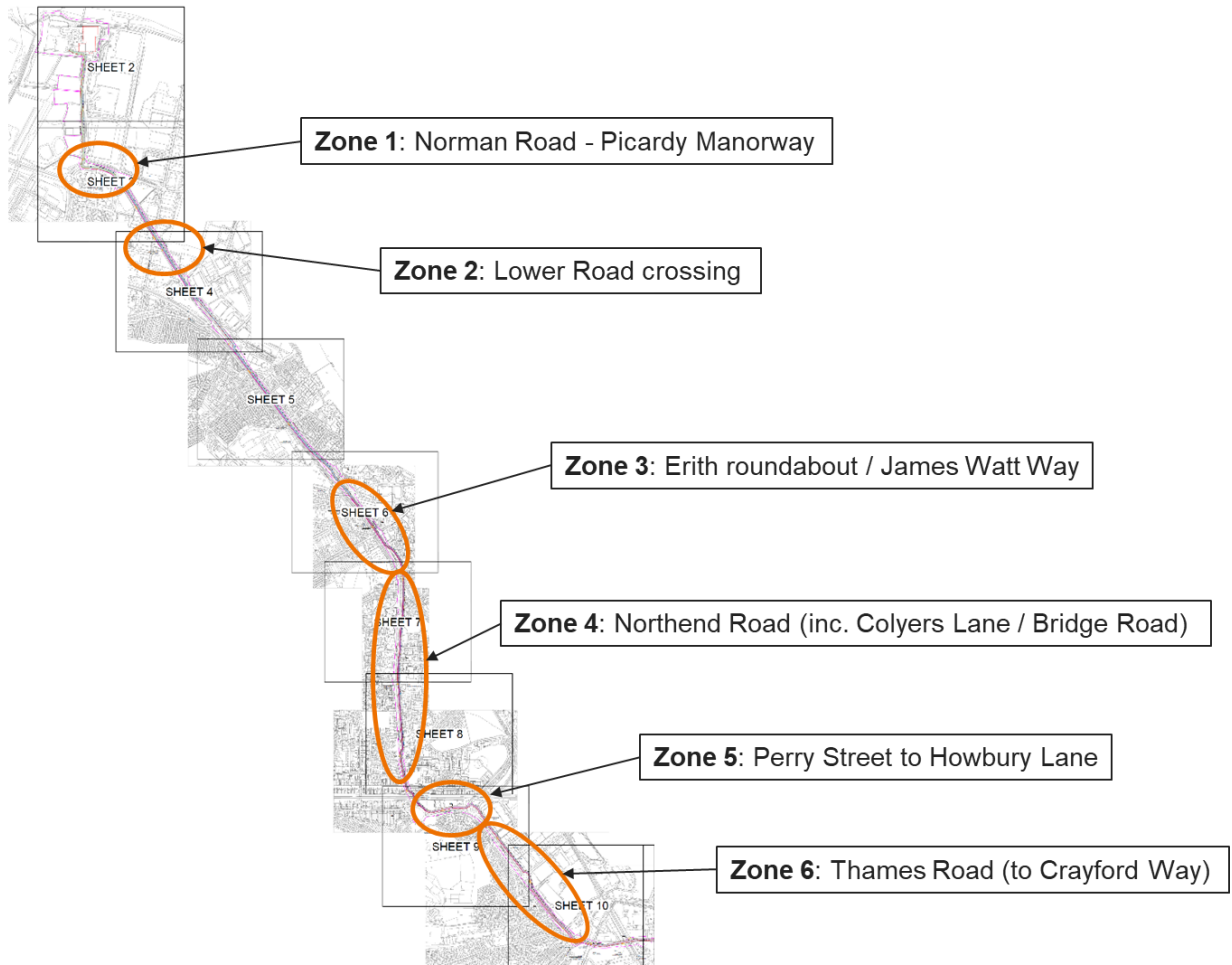 SHEET 2
Zone 1: Norman Road - Picardy Manorway
SHEET
Zone 2: Lower Road crossing
SHEET 4
SHEET 5
Zone 3: Erith roundabout / James Watt Way
SHEET 6
Zone 4: Northend Road (inc. Colyers Lane / Bridge Road)
SHEET 7
SHEET 8
Zone 5: Perry Street to Howbury Lane
SHEET 9
Zone 6: Thames Road (to Crayford Way)
SHEET 10